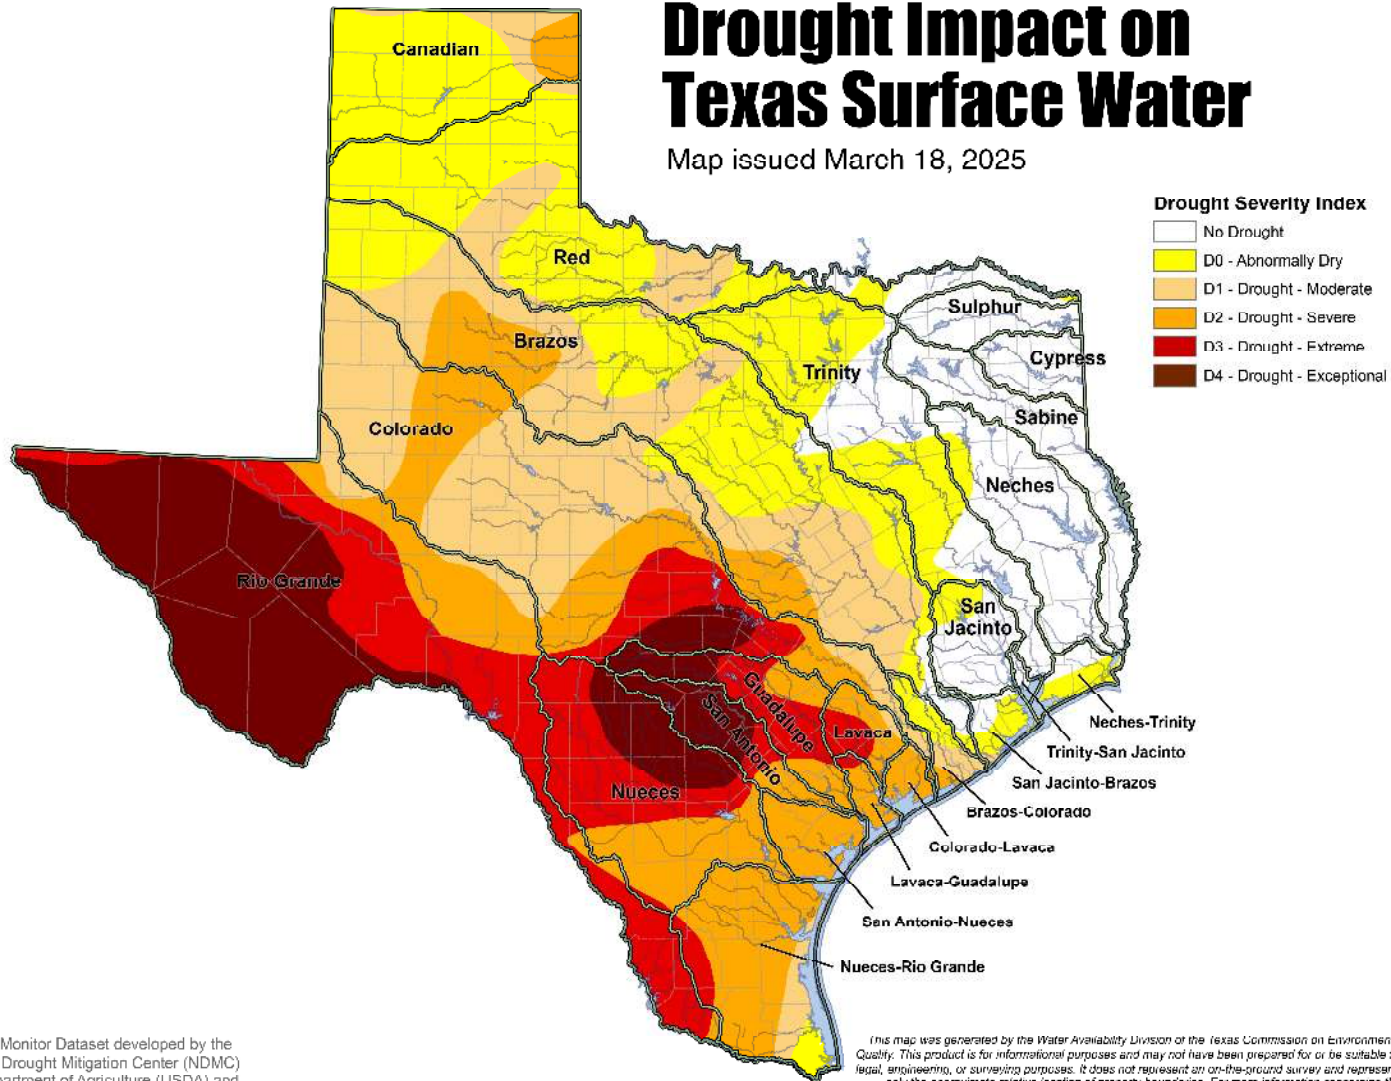 Drought Impact on
Texas Surface Water
Map issued March 18, 2025
Drought Severity Index
No Drought
D0 - Abnormally Dry
D1 - Drought - Moderate
D2 - Drought - Severe
D3 - Drought - Extreme
D4 - Drought - Exceptional
Canadian
Red
Sulphur
Brazos
Cypress
Trinity
Sabine
Colorado
Neches
Rio Grande
San
Jacinto
Guadalupe
San Antonio
Lavaca
Nueces
Neches-Trinity
Trinity-San Jacinto
San Jacinto-Brazos
Brazos-Colorado
Colorado-Lavaca
Lavaca-Guadalupe
San Antonio-Nueces
Nueces-Rio Grande
Monitor Dataset developed by the
Drought Mitigation Center (NDMC)
(USDA) and
This map was generated by the Water Availability Division of the Texas Commission on
Quality. This product is for informational purposes and may not have been prepared for or be suitable
legal, engineering, or surveying purposes. It does not represent an on-the-ground survey and